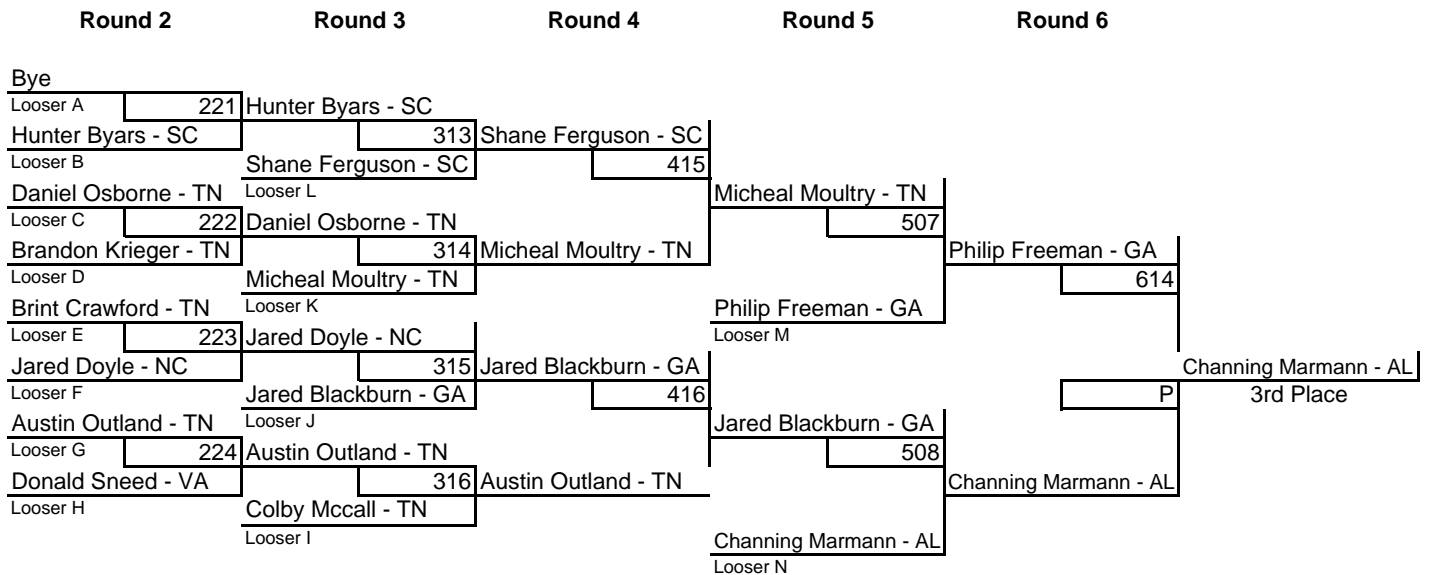 Round 2 Round 3 Round 4 Round 5 Round 6
Bye
Looser A 221 Hunter Byars - SC
Hunter Byars - SC 313 Shane Ferguson - SC
Looser B Shane Ferguson - SC 415
Daniel Osborne - TN Looser L Micheal Moultry - TN
Looser C 222 Daniel Osborne - TN 507
Brandon Krieger - TN 314 Micheal Moultry - TN Philip Freeman - GA
Looser D Micheal Moultry - TN 614
Brint Crawford - TN Looser K Philip Freeman - GA
Looser E 223 Jared Doyle - NC Looser M
Jared Doyle - NC 315 Jared Blackburn - GA Channing Marmann - AL
Looser F Jared Blackburn - GA 416 P 3rd Place
Austin Outland - TN Looser J Jared Blackburn - GA
Looser G 224 Austin Outland - TN 508
Donald Sneed - VA 316 Austin Outland - TN Channing Marmann - AL
Looser H Colby Mccall - TN
Looser I Channing Marmann - AL
Looser N